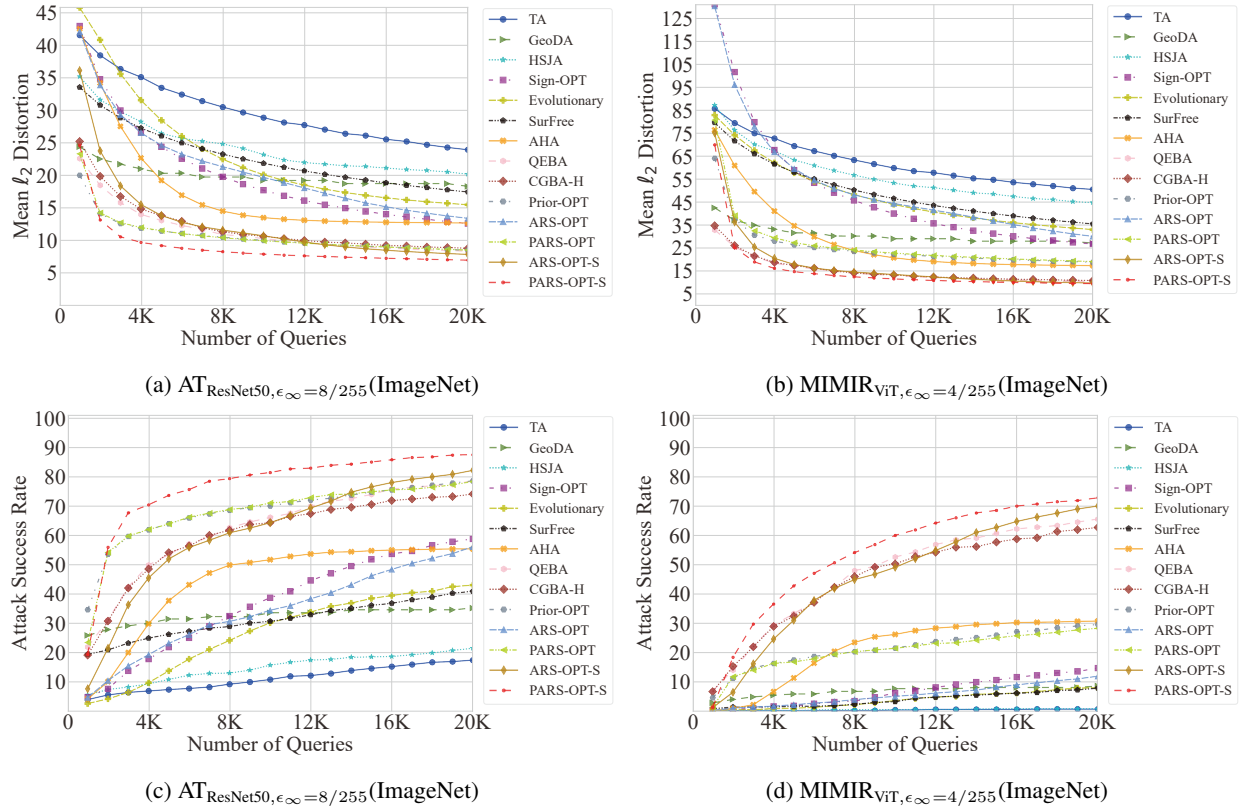 45
40
35
30
25
20
15
10
5
0
4K
8K
12K
16K
20K
Mean ℓ₂ Distortion
Number of Queries
TA
GeoDA
HSJA
Sign-OPT
Evolutionary
SurFree
AHA
QEBA
CGBA-H
Prior-OPT
ARS-OPT
PARS-OPT
ARS-OPT-S
PARS-OPT-S
(a) AT_{ResNet50,ϵ∞=8/255}(ImageNet)
125
115
105
95
85
75
65
55
45
35
25
15
5
0
4K
8K
12K
16K
20K
Mean ℓ₂ Distortion
Number of Queries
TA
GeoDA
HSJA
Sign-OPT
Evolutionary
SurFree
AHA
QEBA
CGBA-H
Prior-OPT
ARS-OPT
PARS-OPT
ARS-OPT-S
PARS-OPT-S
(b) MIMIR_{ViT,ϵ∞=4/255}(ImageNet)
100
90
80
70
60
50
40
30
20
10
0
4K
8K
12K
16K
20K
Attack Success Rate
Number of Queries
TA
GeoDA
HSJA
Sign-OPT
Evolutionary
SurFree
AHA
QEBA
CGBA-H
Prior-OPT
ARS-OPT
PARS-OPT
ARS-OPT-S
PARS-OPT-S
(c) AT_{ResNet50,ϵ∞=8/255}(ImageNet)
100
90
80
70
60
50
40
30
20
10
0
4K
8K
12K
16K
20K
Attack Success Rate
Number of Queries
TA
GeoDA
HSJA
Sign-OPT
Evolutionary
SurFree
AHA
QEBA
CGBA-H
Prior-OPT
ARS-OPT
PARS-OPT
ARS-OPT-S
PARS-OPT-S
(d) MIMIR_{ViT,ϵ∞=4/255}(ImageNet)